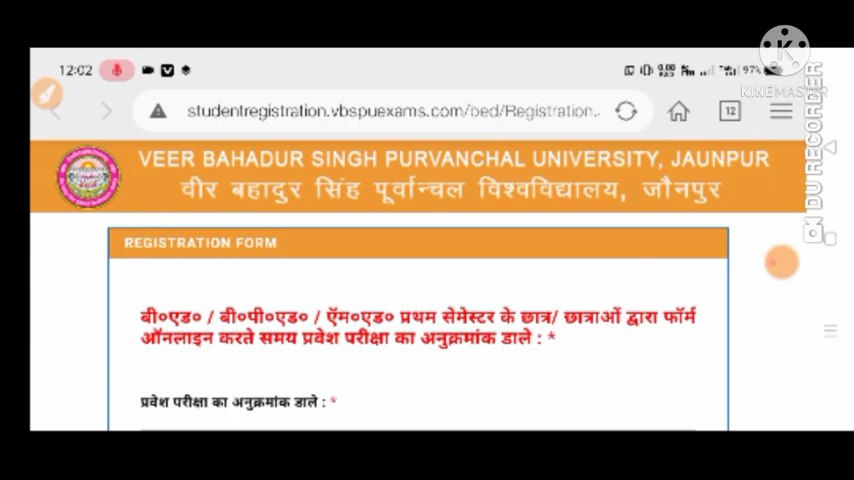 12:02
97%
KINEMASTER
studentregistration.vbspuexams.com/bed/Registration.
12
DU RECORDER
VEER BAHADUR SINGH PURVANCHAL UNIVERSITY, JAUNPUR
वीर बहादुर सिंह पूर्वान्चल विश्वविद्यालय, जौनपुर
REGISTRATION FORM
बी०एड० / बी०पी०एड० / ऍम०एड० प्रथम सेमेस्टर के छात्र/ छात्राओं द्वारा फॉर्म
ऑनलाइन करते समय प्रवेश परीक्षा का अनुक्रमांक डाले : *
प्रवेश परीक्षा का अनुक्रमांक डाले : *